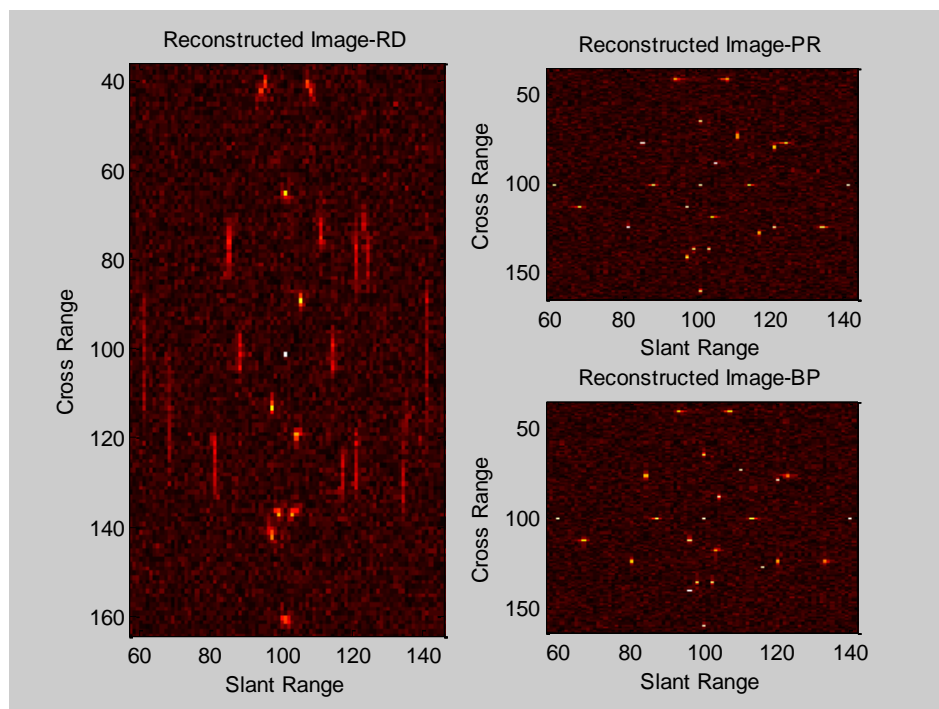 Reconstructed Image-RD
Cross Range
40
60
80
100
120
140
160
60 80 100 120 140
Slant Range
Reconstructed Image-PR
Cross Range
50
100
150
60 80 100 120 140
Slant Range
Reconstructed Image-BP
Cross Range
50
100
150
60 80 100 120 140
Slant Range